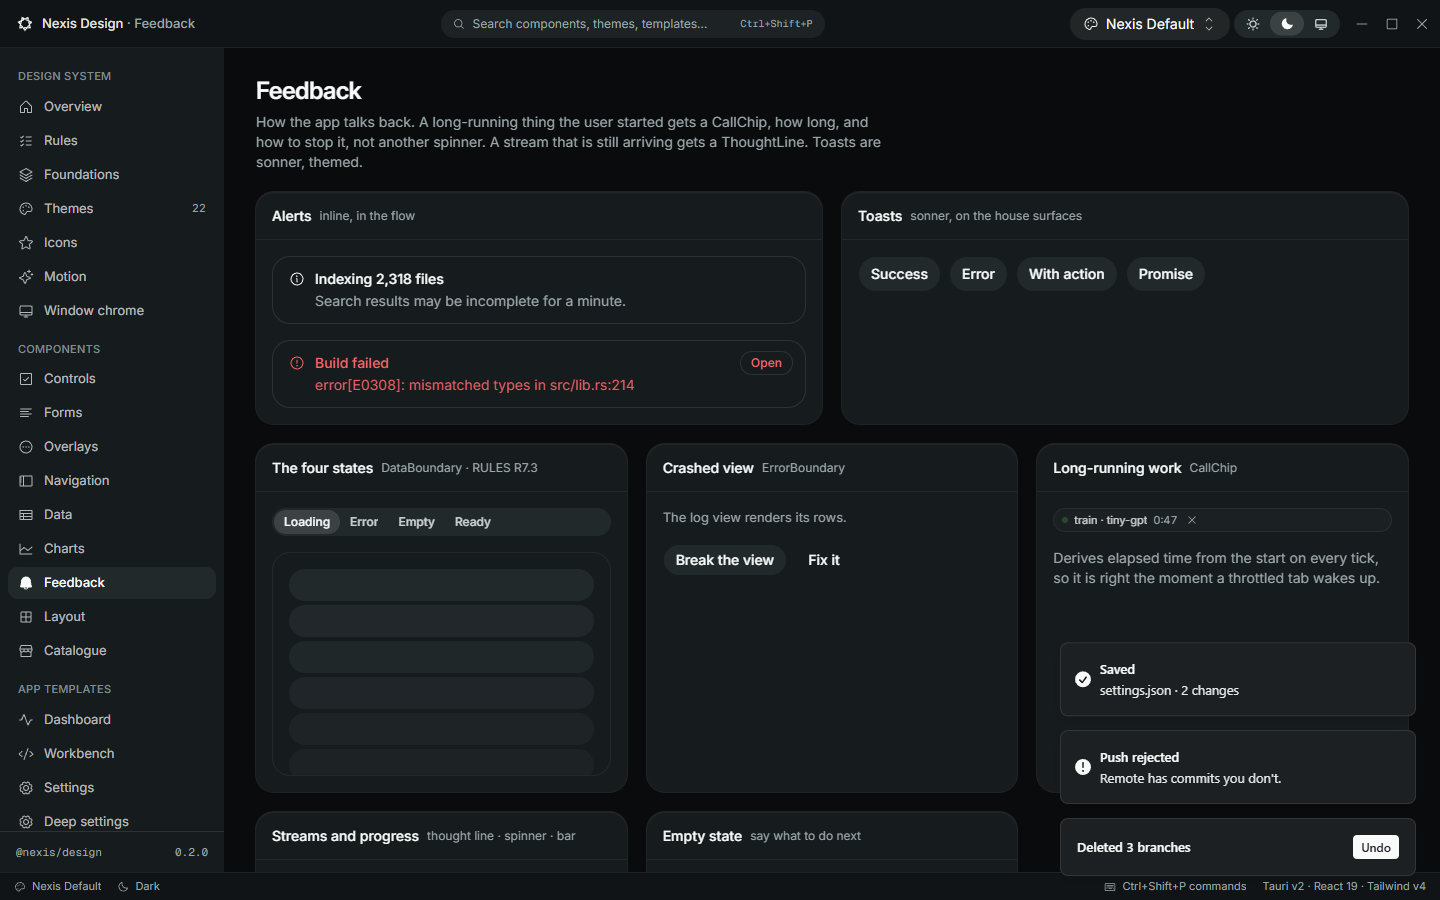 Nexis Design · Feedback
Search components, themes, templates... Ctrl+Shift+P
Nexis Default
DESIGN SYSTEM
Overview
Rules
Foundations
Themes 22
Icons
Motion
Window chrome
COMPONENTS
Controls
Forms
Overlays
Navigation
Data
Charts
Feedback
Layout
Catalogue
APP TEMPLATES
Dashboard
Workbench
Settings
Deep settings
@nexis/design 0.2.0
Feedback
How the app talks back. A long-running thing the user started gets a CallChip, how long, and
how to stop it, not another spinner. A stream that is still arriving gets a ThoughtLine. Toasts are
sonner, themed.
Alerts inline, in the flow
Indexing 2,318 files
Search results may be incomplete for a minute.
Build failed
Open
error[E0308]: mismatched types in src/lib.rs:214
Toasts sonner, on the house surfaces
Success Error With action Promise
The four states DataBoundary · RULES R7.3
Loading Error Empty Ready
Crashed view ErrorBoundary
The log view renders its rows.
Break the view Fix it
Long-running work CallChip
train · tiny-gpt 0:47
Derives elapsed time from the start on every tick,
so it is right the moment a throttled tab wakes up.
Saved
settings.json · 2 changes
Push rejected
Remote has commits you don't.
Deleted 3 branches Undo
Streams and progress thought line · spinner · bar
Empty state say what to do next
Nexis Default Dark
Ctrl+Shift+P commands Tauri v2 · React 19 · Tailwind v4